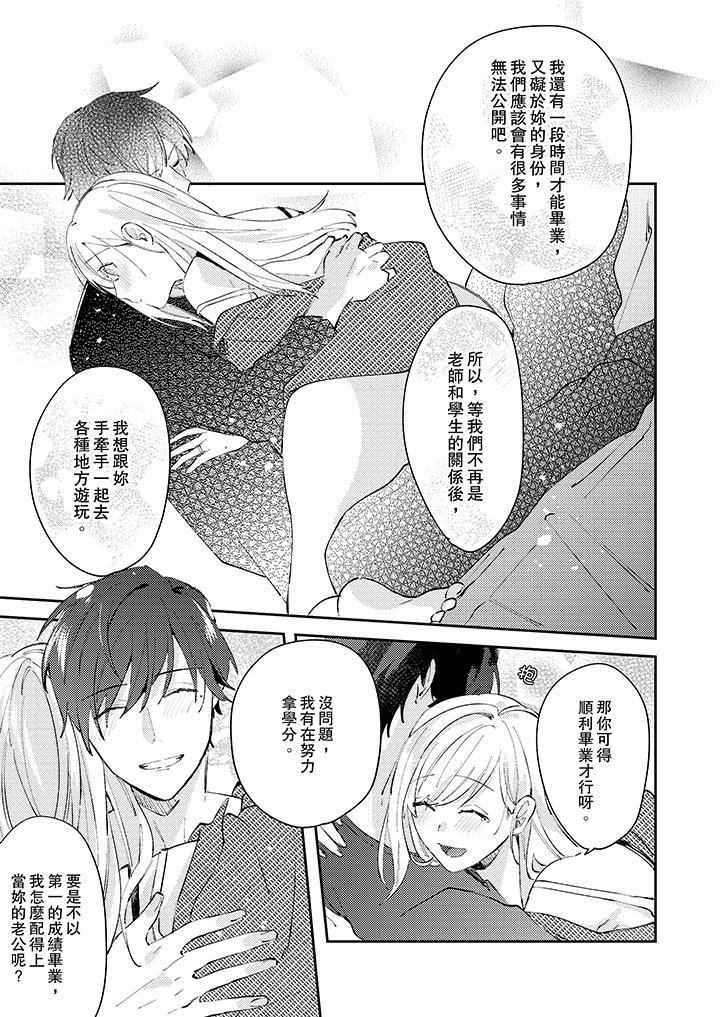 我還有一段時間才能畢業，
又礙於妳的身份，
我們應該會有很多事情
無法公開吧。
所以，等我們不再是
老師和學生的關係後，
我想跟妳
手牽手一起去
各種地方遊玩。
那你可得
順利畢業才行呀。
抱
沒問題，
我有在努力
拿學分。
要是不以
第一的成績畢業，
我怎麼配得上
當妳的老公呢？